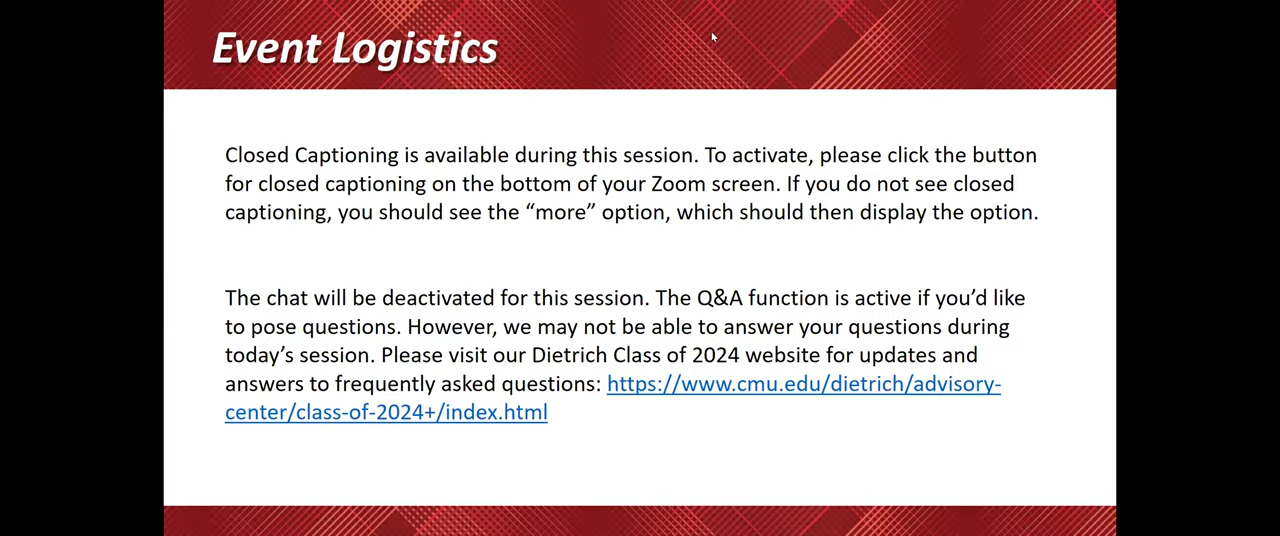 Event Logistics
Closed Captioning is available during this session. To activate, please click the button
for closed captioning on the bottom of your Zoom screen. If you do not see closed
captioning, you should see the “more” option, which should then display the option.
The chat will be deactivated for this session. The Q&A function is active if you’d like
to pose questions. However, we may not be able to answer your questions during
today’s session. Please visit our Dietrich Class of 2024 website for updates and
answers to frequently asked questions: https://www.cmu.edu/dietrich/advisory-
center/class-of-2024+/index.html